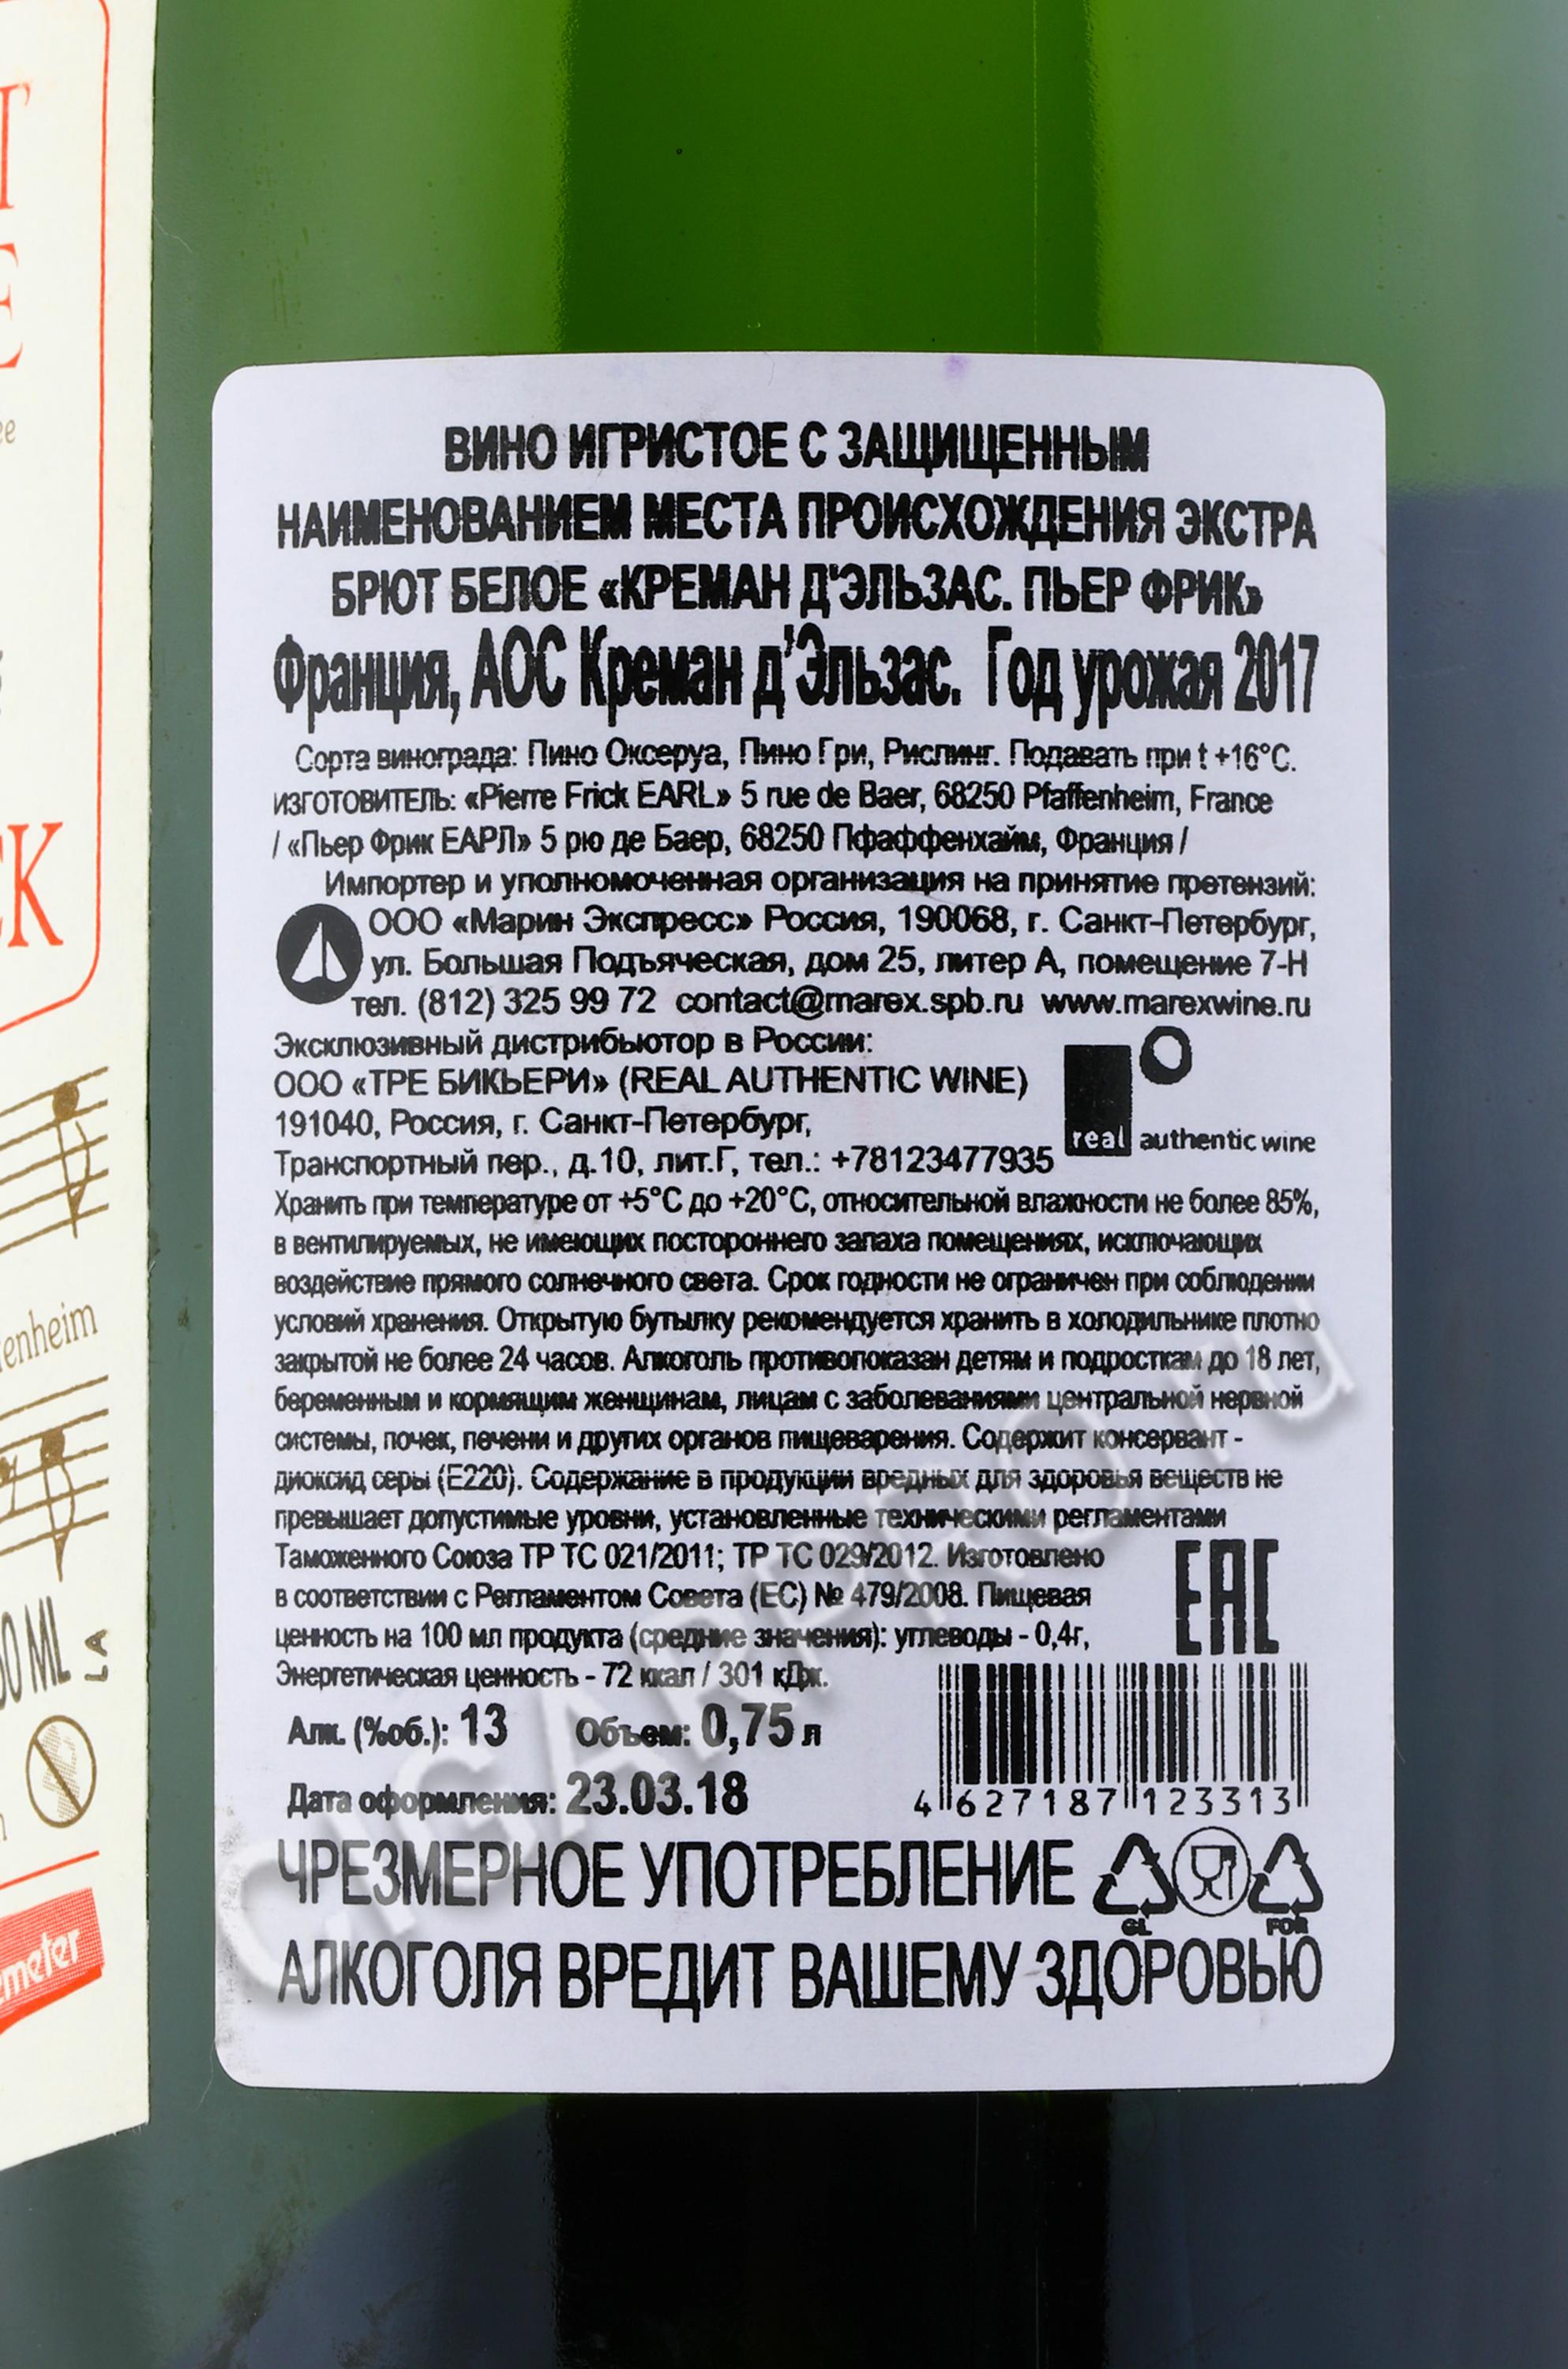 ВИНО ИГРИСТОЕ С ЗАЩИЩЕННЫМ
НАИМЕНОВАНИЕМ МЕСТА ПРОИСХОЖДЕНИЯ ЭКСТРА
БРЮТ БЕЛОЕ «КРЕМАН Д'ЭЛЬЗАС. ПЬЕР ФРИК»
Франция, АОС Креман д'Эльзас. Год урожая 2017
Сорта винограда: Пино Оксеруа, Пино Гри, Рислинг. Подавать при t +16°С.
ИЗГОТОВИТЕЛЬ: «Pierre Frick EARL» 5 rue de Baer, 68250 Pfaffenheim, France
/ «Пьер Фрик ЕАРЛ» 5 рю де Баер, 68250 Пфаффенхайм, Франция /
Импортер и уполномоченная организация на принятие претензий:
ООО «Марин Экспресс» Россия, 190068, г. Санкт-Петербург,
ул. Большая Подъяческая, дом 25, литер А, помещение 7-Н
тел. (812) 325 99 72 contact@marex.spb.ru www.marexwine.ru
Эксклюзивный дистрибьютор в России:
ООО «ТРЕ БИКЬЕРИ» (REAL AUTHENTIC WINE)
191040, Россия, г. Санкт-Петербург,
Транспортный пер., д.10, лит.Г, тел.: +78123477935
real authentic wine
Хранить при температуре от +5°С до +20°С, относительной влажности не более 85%,
в вентилируемых, не имеющих постороннего запаха помещениях, исключающих
воздействие прямого солнечного света. Срок годности не ограничен при соблюдении
условий хранения. Открытую бутылку рекомендуется хранить в холодильнике плотно
закрытой не более 24 часов. Алкоголь противопоказан детям и подросткам до 18 лет,
беременным и кормящим женщинам, лицам с заболеваниями центральной нервной
системы, почек, печени и других органов пищеварения. Содержит консервант -
диоксид серы (Е220). Содержание в продукции вредных для здоровья веществ не
превышает допустимые уровни, установленные техническими регламентами
Таможенного Союза ТР ТС 021/2011; ТР ТС 029/2012. Изготовлено
в соответствии с Регламентом Совета (ЕС) № 479/2008. Пищевая
ценность на 100 мл продукта (средние значения): углеводы - 0,4г,
Энергетическая ценность - 72 ккал / 301 кДж.
EAC
Алк. (%об.): 13 Объем: 0,75 л
Дата оформления: 23.03.18
4 627187 123313
ЧРЕЗМЕРНОЕ УПОТРЕБЛЕНИЕ
GL FOR
АЛКОГОЛЯ ВРЕДИТ ВАШЕМУ ЗДОРОВЬЮ
CIGARPRO.ru
CK
enheim
0 ML
LA
meter